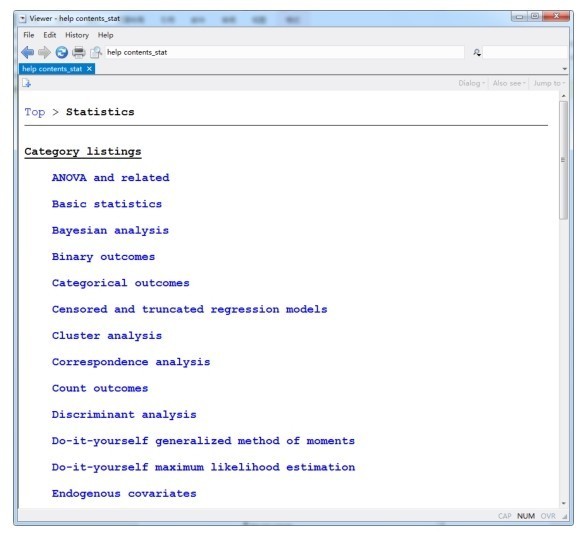 Viewer - help contents_stat
File Edit History Help
help contents_stat
help contents_stat ×
Dialog Also see Jump to
Top > Statistics
Category listings
ANOVA and related
Basic statistics
Bayesian analysis
Binary outcomes
Categorical outcomes
Censored and truncated regression models
Cluster analysis
Correspondence analysis
Count outcomes
Discriminant analysis
Do-it-yourself generalized method of moments
Do-it-yourself maximum likelihood estimation
Endogenous covariates
CAP NUM OVR